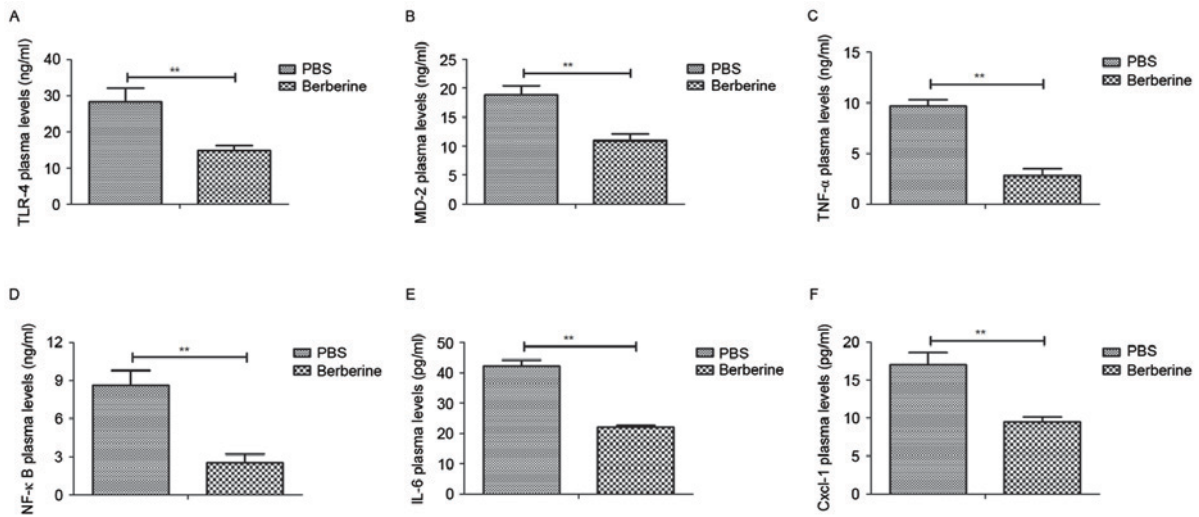 A
TLR-4 plasma levels (ng/ml)
40
30
20
10
0
**
PBS
Berberine
B
MD-2 plasma levels (ng/ml)
25
20
15
10
5
0
**
PBS
Berberine
C
TNF-α plasma levels (ng/ml)
15
10
5
0
**
PBS
Berberine
D
NF-κ B plasma levels (ng/ml)
12
9
6
3
0
**
PBS
Berberine
E
IL-6 plasma levels (pg/ml)
50
40
30
20
10
0
**
PBS
Berberine
F
Cxcl-1 plasma levels (pg/ml)
20
15
10
5
0
**
PBS
Berberine